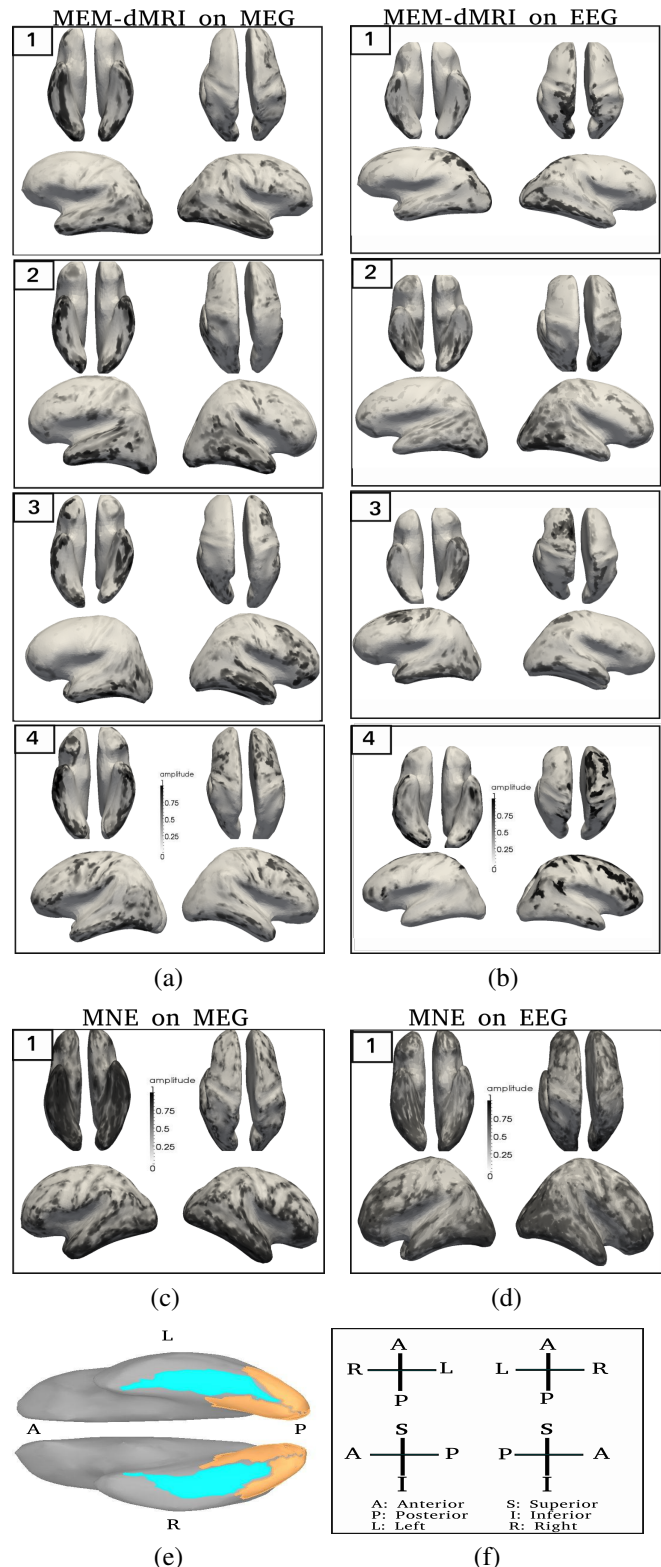 MEM-dMRI on MEG
1
2
3
4
amplitude
0.75
0.5
0.25
0
(a)
MEM-dMRI on EEG
1
2
3
4
amplitude
0.75
0.5
0.25
0
(b)
MNE on MEG
1
amplitude
0.75
0.5
0.25
0
(c)
MNE on EEG
1
amplitude
0.75
0.5
0.25
0
(d)
L
A P
R
(e)
A A
R L L R
P P
S S
A P P A
I I
A: Anterior S: Superior
P: Posterior I: Inferior
L: Left R: Right
(f)